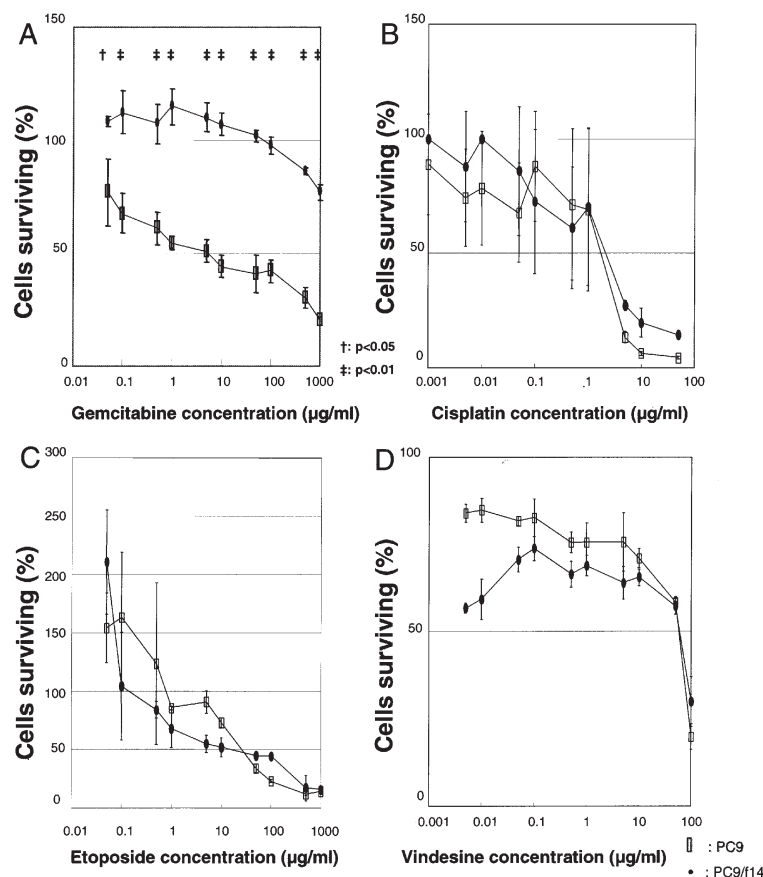 A
150
100
50
0
† ‡ ‡ ‡ ‡ ‡ ‡ ‡ ‡ ‡
Cells surviving (%)
0.01 0.1 1 10 100 1000
Gemcitabine concentration (µg/ml)
†: p<0.05
‡: p<0.01
B
150
100
50
0
Cells surviving (%)
0.001 0.01 0.1 1 10 100
Cisplatin concentration (µg/ml)
C
300
250
200
150
100
50
0
Cells surviving (%)
0.01 0.1 1 10 100 1000
Etoposide concentration (µg/ml)
D
100
50
0
Cells surviving (%)
0.001 0.01 0.1 1 10 100
Vindesine concentration (µg/ml)
: PC9
: PC9/f14